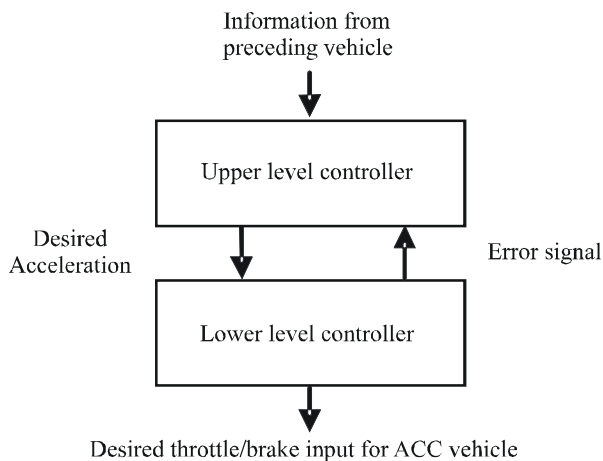 Information from
preceding vehicle
Upper level controller
Desired
Acceleration
Error signal
Lower level controller
Desired throttle/brake input for ACC vehicle